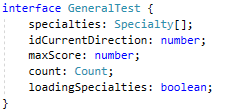 interface GeneralTest {
    specialties: Specialty[];
    idCurrentDirection: number;
    maxScore: number;
    count: Count;
    loadingSpecialties: boolean;
}